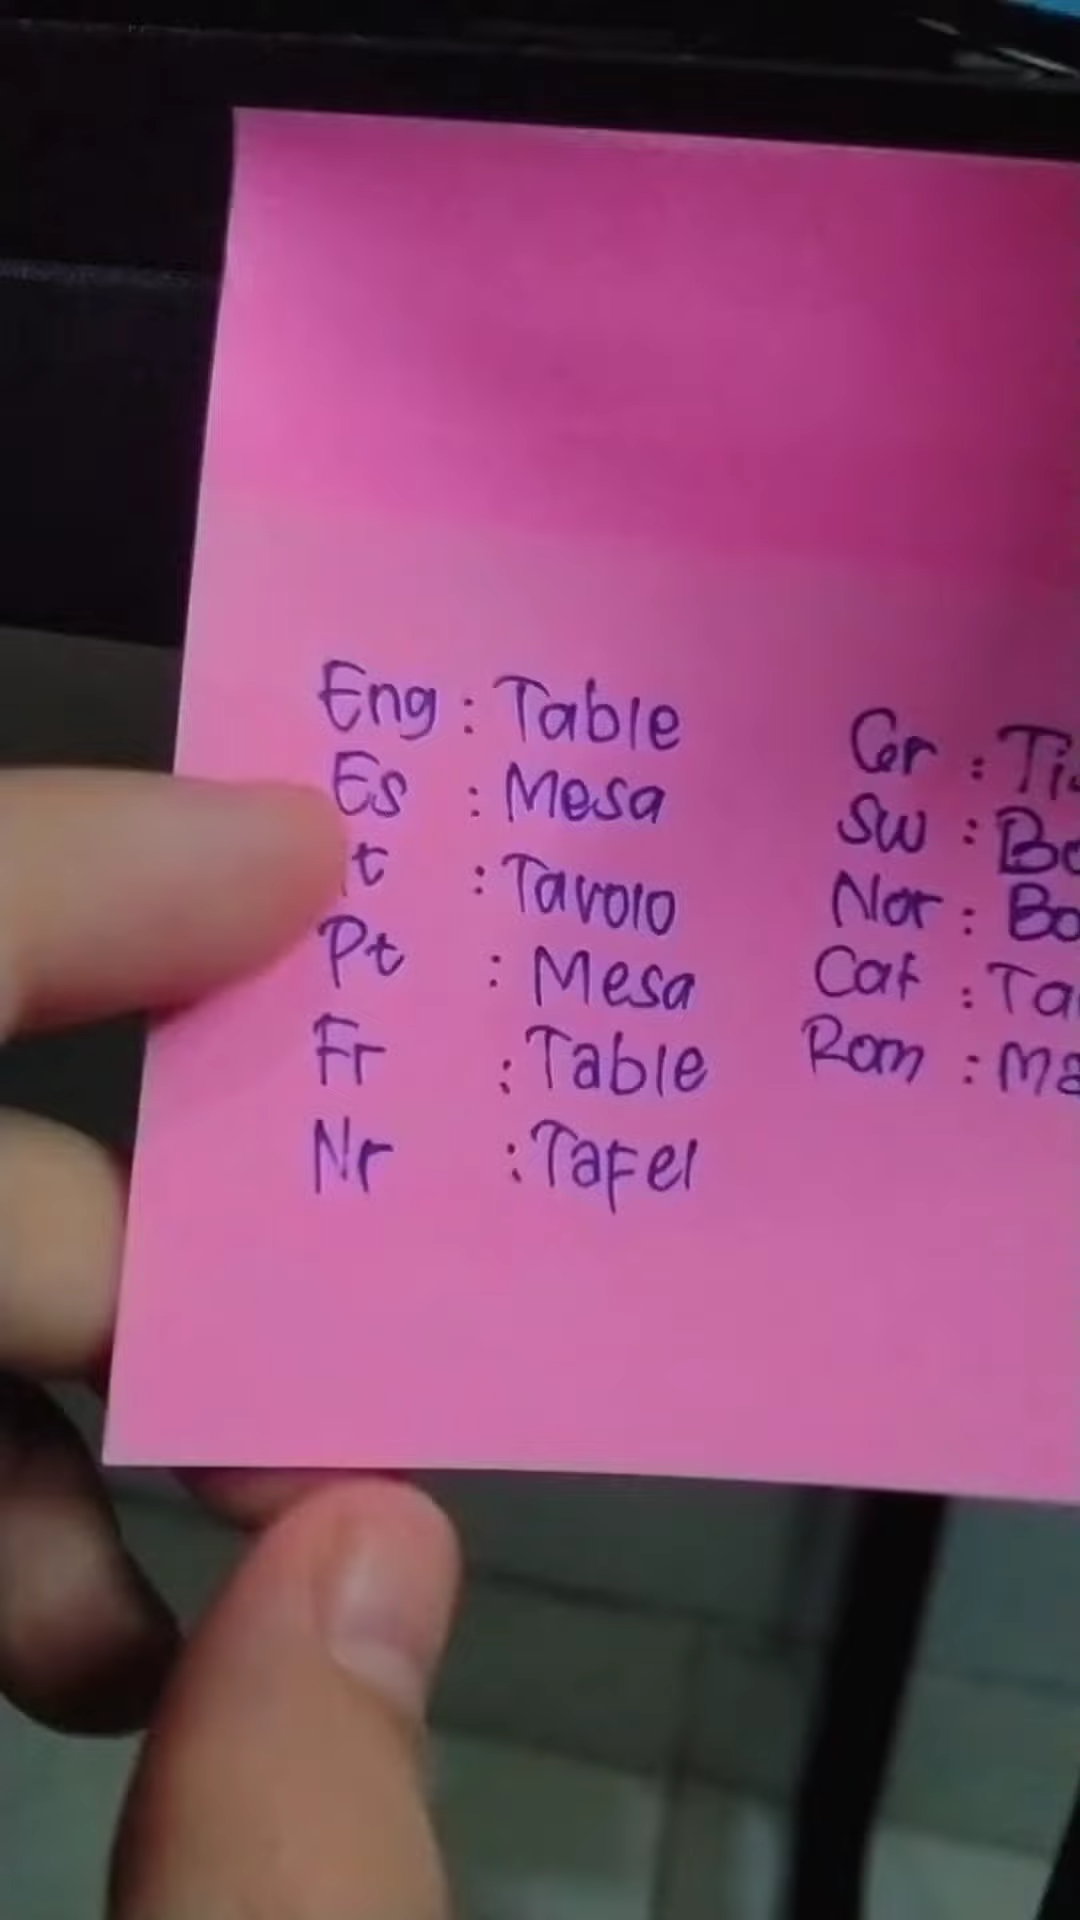 Eng : Table
Es : Mesa
t : Tavolo
Pt : Mesa
Fr : Table
Nr : Tafel
Ger :
Sw :
Nor :
Cat :
Rom :